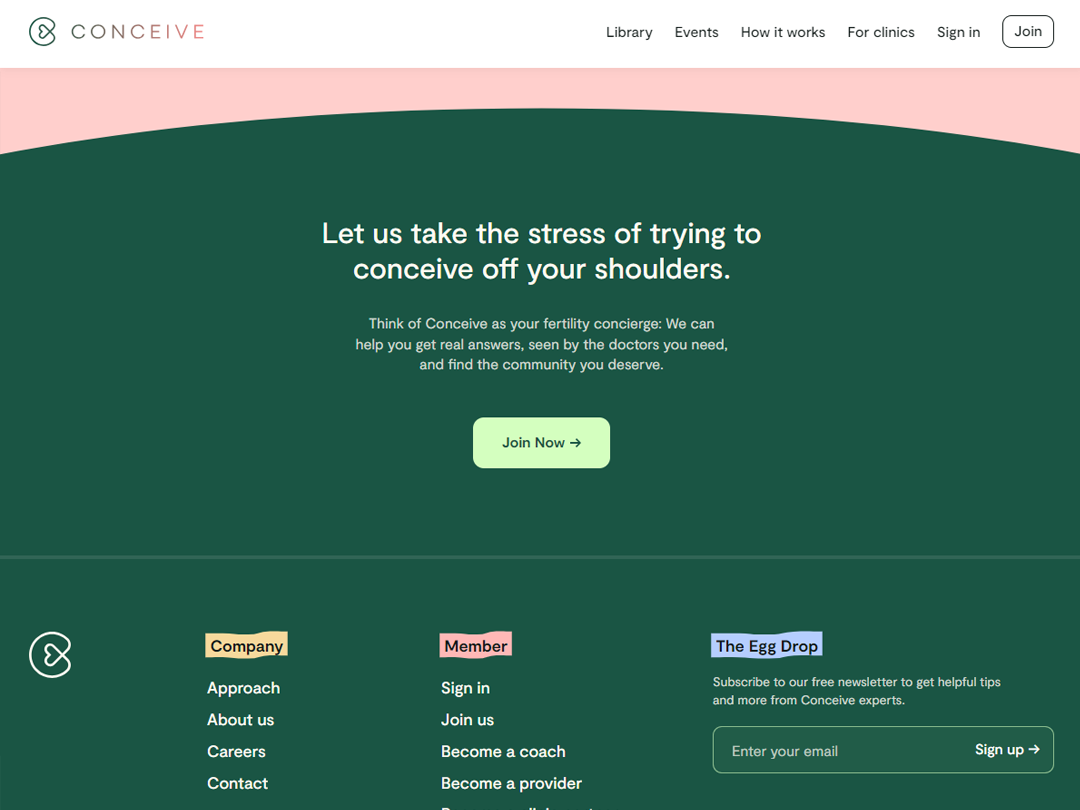 CONCEIVE
Library
Events
How it works
For clinics
Sign in
Join
Let us take the stress of trying to
conceive off your shoulders.
Think of Conceive as your fertility concierge: We can
help you get real answers, seen by the doctors you need,
and find the community you deserve.
Join Now →
Company
Approach
About us
Careers
Contact
Member
Sign in
Join us
Become a coach
Become a provider
The Egg Drop
Subscribe to our free newsletter to get helpful tips
and more from Conceive experts.
Enter your email
Sign up →